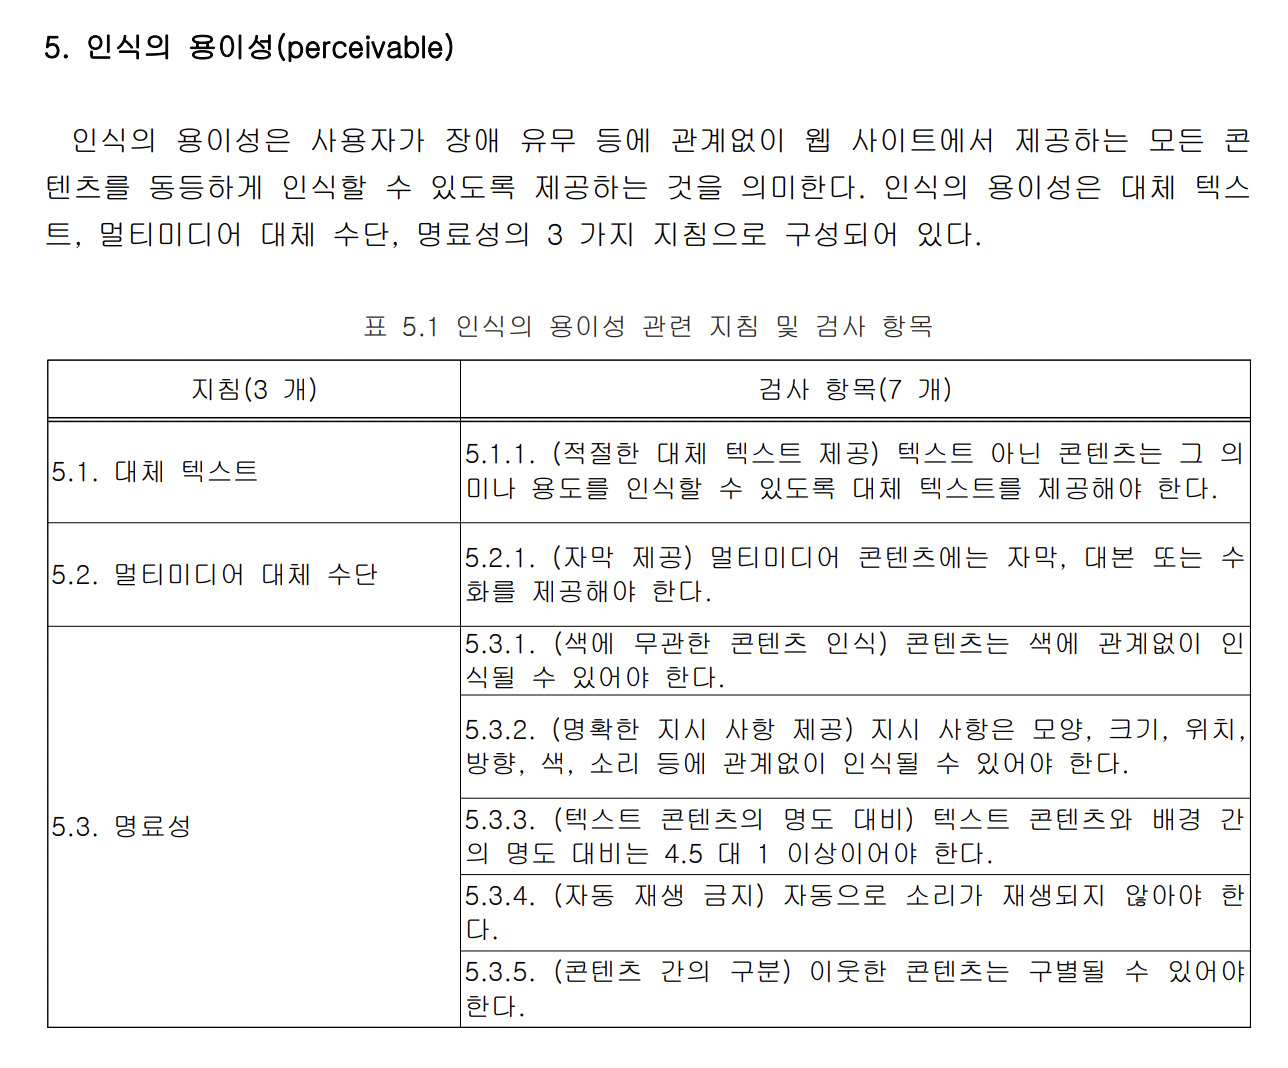 5. 인식의 용이성(perceivable)
인식의 용이성은 사용자가 장애 유무 등에 관계없이 웹 사이트에서 제공하는 모든 콘
텐츠를 동등하게 인식할 수 있도록 제공하는 것을 의미한다. 인식의 용이성은 대체 텍스
트, 멀티미디어 대체 수단, 명료성의 3 가지 지침으로 구성되어 있다.
표 5.1 인식의 용이성 관련 지침 및 검사 항목
지침(3 개)
검사 항목(7 개)
5.1. 대체 텍스트
5.1.1. (적절한 대체 텍스트 제공) 텍스트 아닌 콘텐츠는 그 의
미나 용도를 인식할 수 있도록 대체 텍스트를 제공해야 한다.
5.2. 멀티미디어 대체 수단
5.2.1. (자막 제공) 멀티미디어 콘텐츠에는 자막, 대본 또는 수
화를 제공해야 한다.
5.3. 명료성
5.3.1. (색에 무관한 콘텐츠 인식) 콘텐츠는 색에 관계없이 인
식될 수 있어야 한다.
5.3.2. (명확한 지시 사항 제공) 지시 사항은 모양, 크기, 위치,
방향, 색, 소리 등에 관계없이 인식될 수 있어야 한다.
5.3.3. (텍스트 콘텐츠의 명도 대비) 텍스트 콘텐츠와 배경 간
의 명도 대비는 4.5 대 1 이상이어야 한다.
5.3.4. (자동 재생 금지) 자동으로 소리가 재생되지 않아야 한
다.
5.3.5. (콘텐츠 간의 구분) 이웃한 콘텐츠는 구별될 수 있어야
한다.